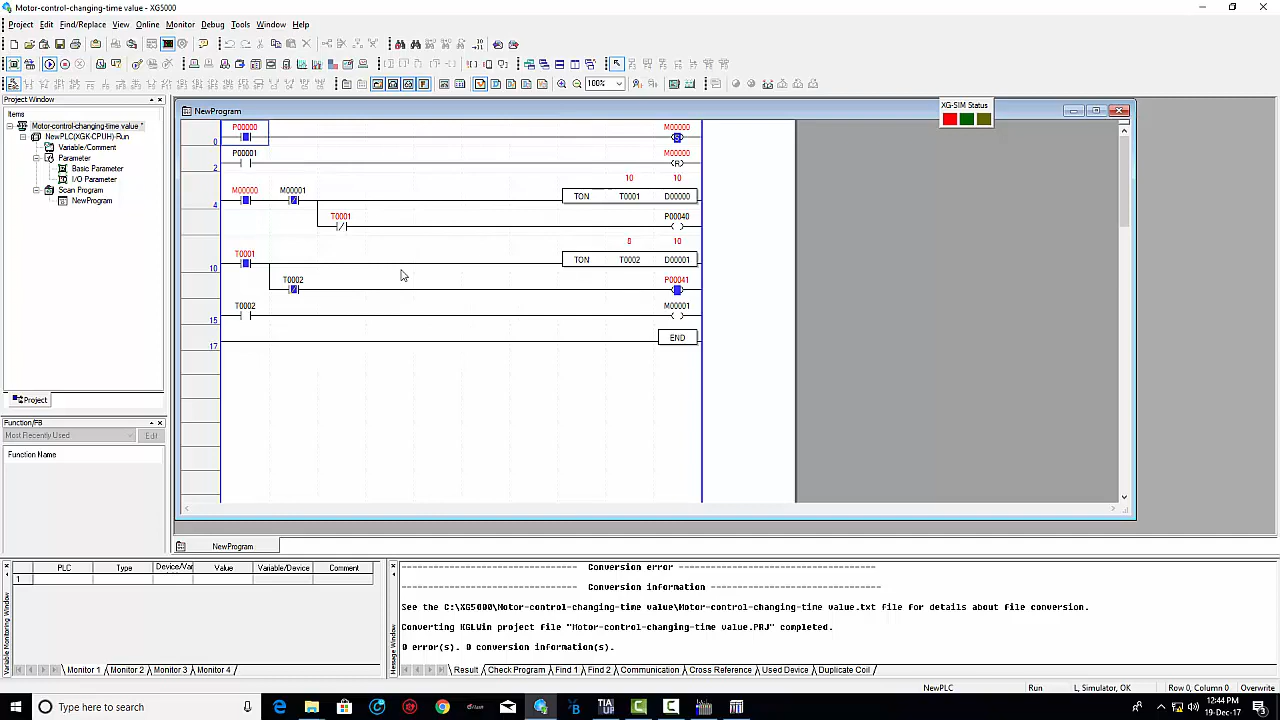 Motor-control-changing-time value * - XG5000
Project Edit Find/Replace View Online Monitor Debug Tools Window Help
100%
Project Window
Items
Motor-control-changing-time value *
NewPLC(XGK-CPUH)-Run
Variable/Comment
Parameter
Basic Parameter
I/O Parameter
Scan Program
NewProgram
Project
Function/FB
Most Recently Used
Edit
Function Name
NewProgram
XG-SIM Status
P00000 M00000
0 S
P00001 M00000
2 R
10 10
M00000 M00001
4 TON T0001 D00000
T0001 P00040
8 10
T0001
10 TON T0002 D00001
T0002 P00041
T0002 M00001
15
END
17
NewProgram
PLC Type Device/Var Value Variable/Device Comment
1
Variable Monitoring Window
Monitor 1 Monitor 2 Monitor 3 Monitor 4
Message Window
Conversion error
Conversion information
See the C:\XG5000\Motor-control-changing-time value\Motor-control-changing-time value.txt file for details about file conversion.
Converting KGLWin project file "Motor-control-changing-time value.PRJ" completed.
0 error(s). 0 conversion information(s).
Result Check Program Find 1 Find 2 Communication Cross Reference Used Device Duplicate Coil
NewPLC Run L, Simulator, OK Row 0, Column 0 Overwrite
Type here to search
12:44 PM
19-Dec-17